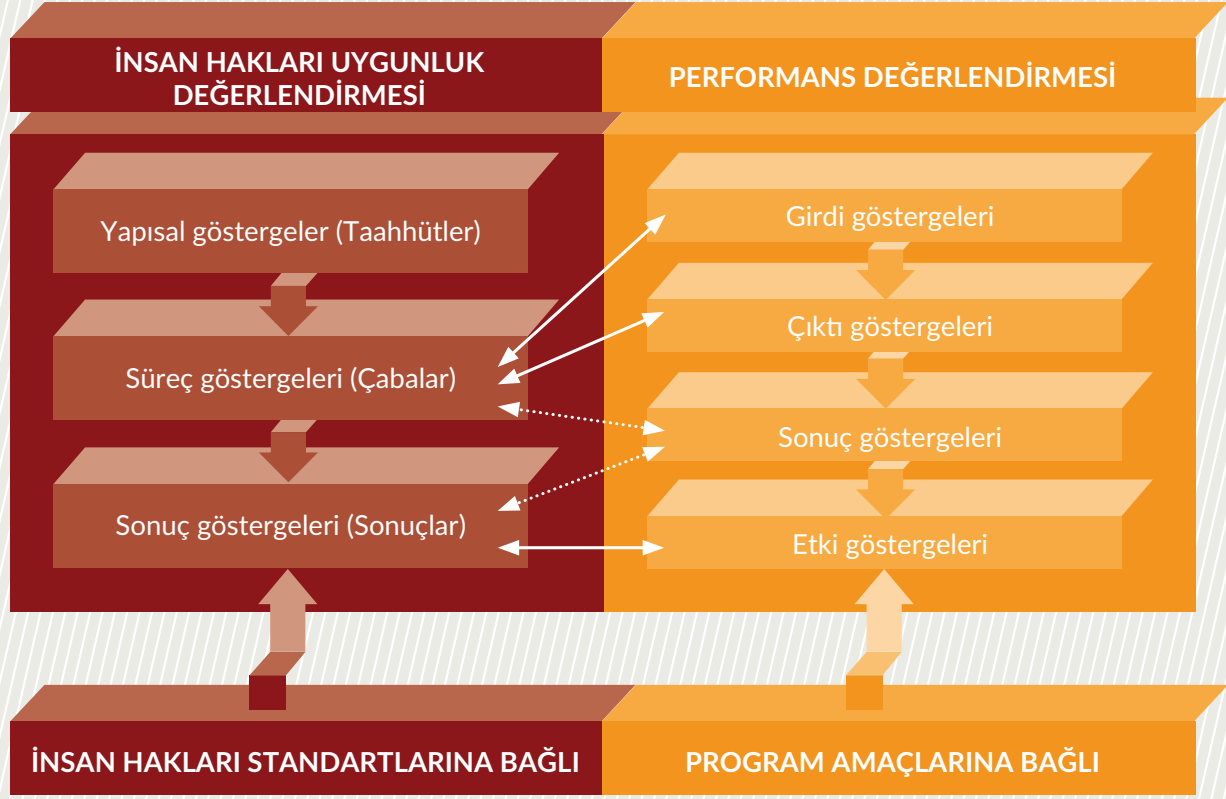 İNSAN HAKLARI UYGUNLUK
DEĞERLENDİRMESİ
PERFORMANS DEĞERLENDİRMESİ
Yapısal göstergeler (Taahhütler)
Süreç göstergeleri (Çabalar)
Sonuç göstergeleri (Sonuçlar)
Girdi göstergeleri
Çıktı göstergeleri
Sonuç göstergeleri
Etki göstergeleri
İNSAN HAKLARI STANDARTLARINA BAĞLI
PROGRAM AMAÇLARINA BAĞLI